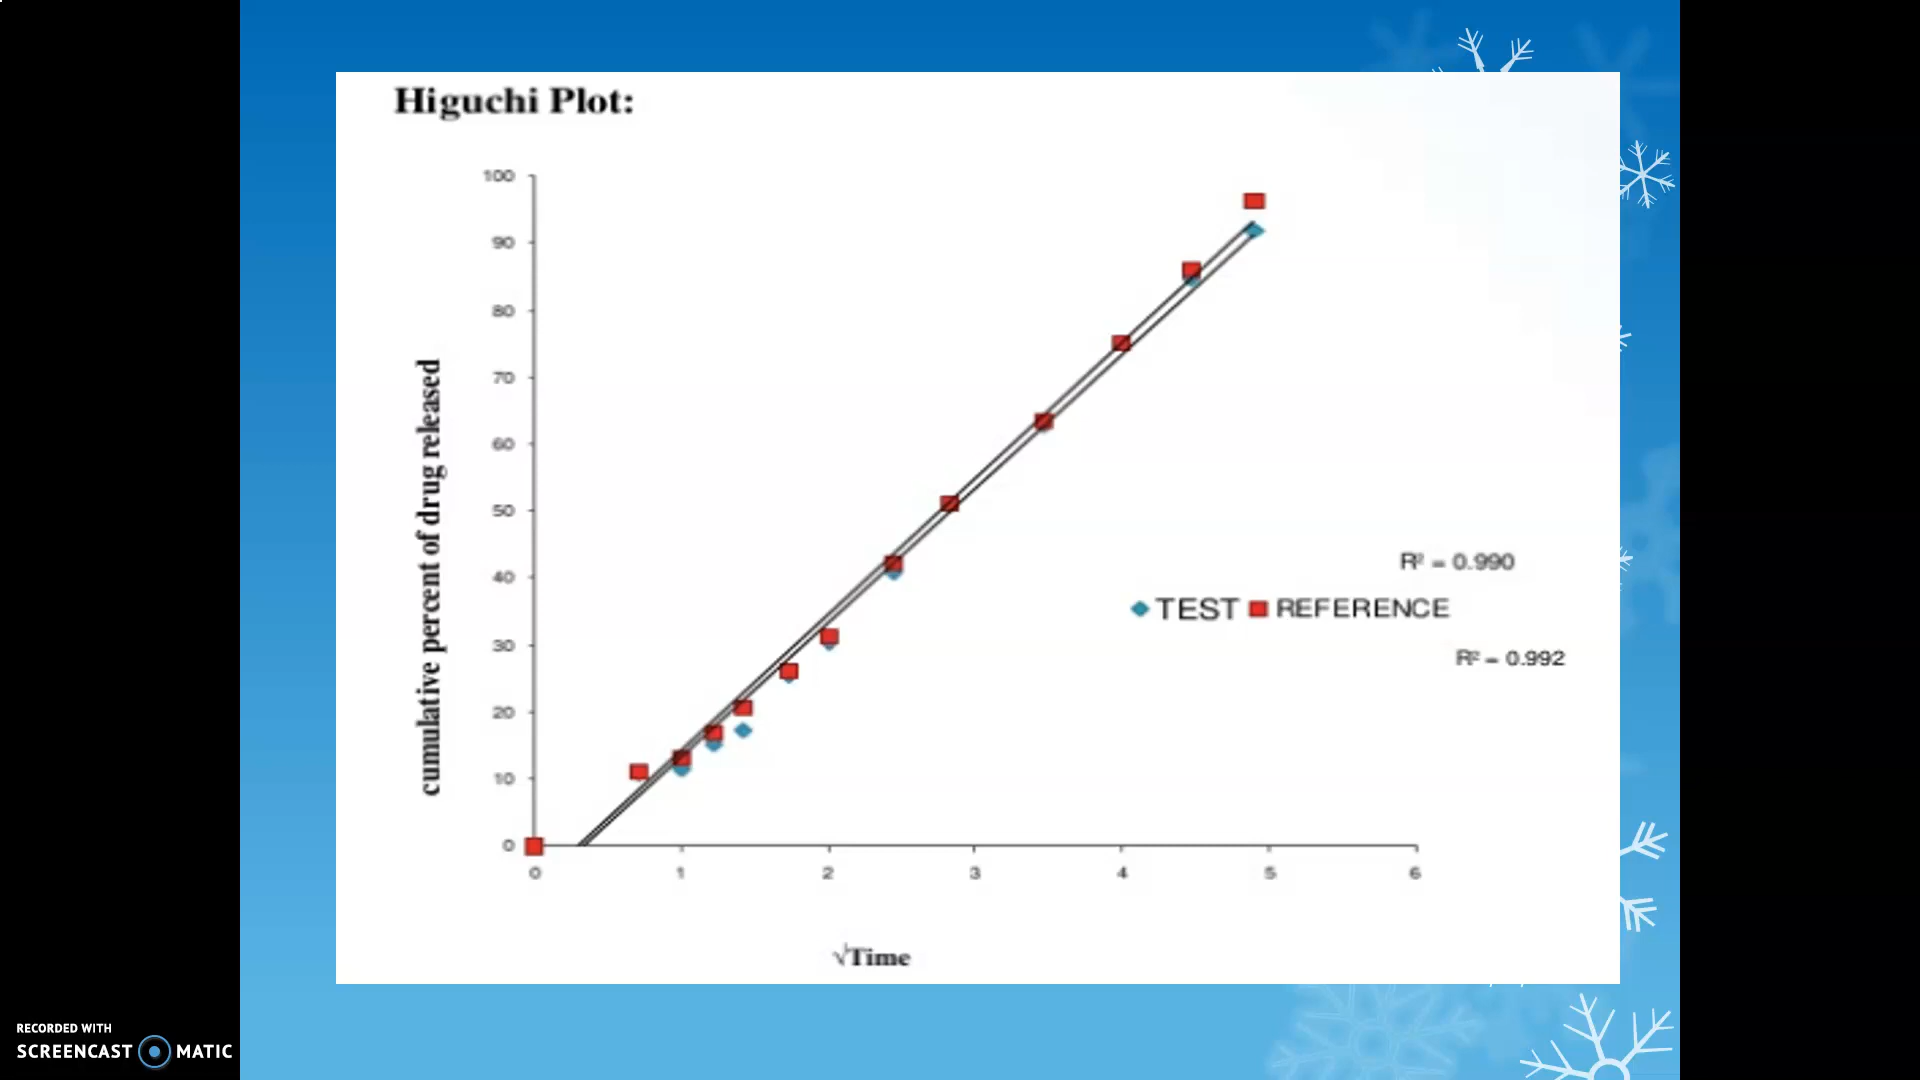 Higuchi Plot:
100
90
80
70
60
50
40
30
20
10
0
cumulative percent of drug released
0 1 2 3 4 5 6
√Time
R² = 0.990
TEST REFERENCE
R² = 0.992
RECORDED WITH
SCREENCAST MATIC